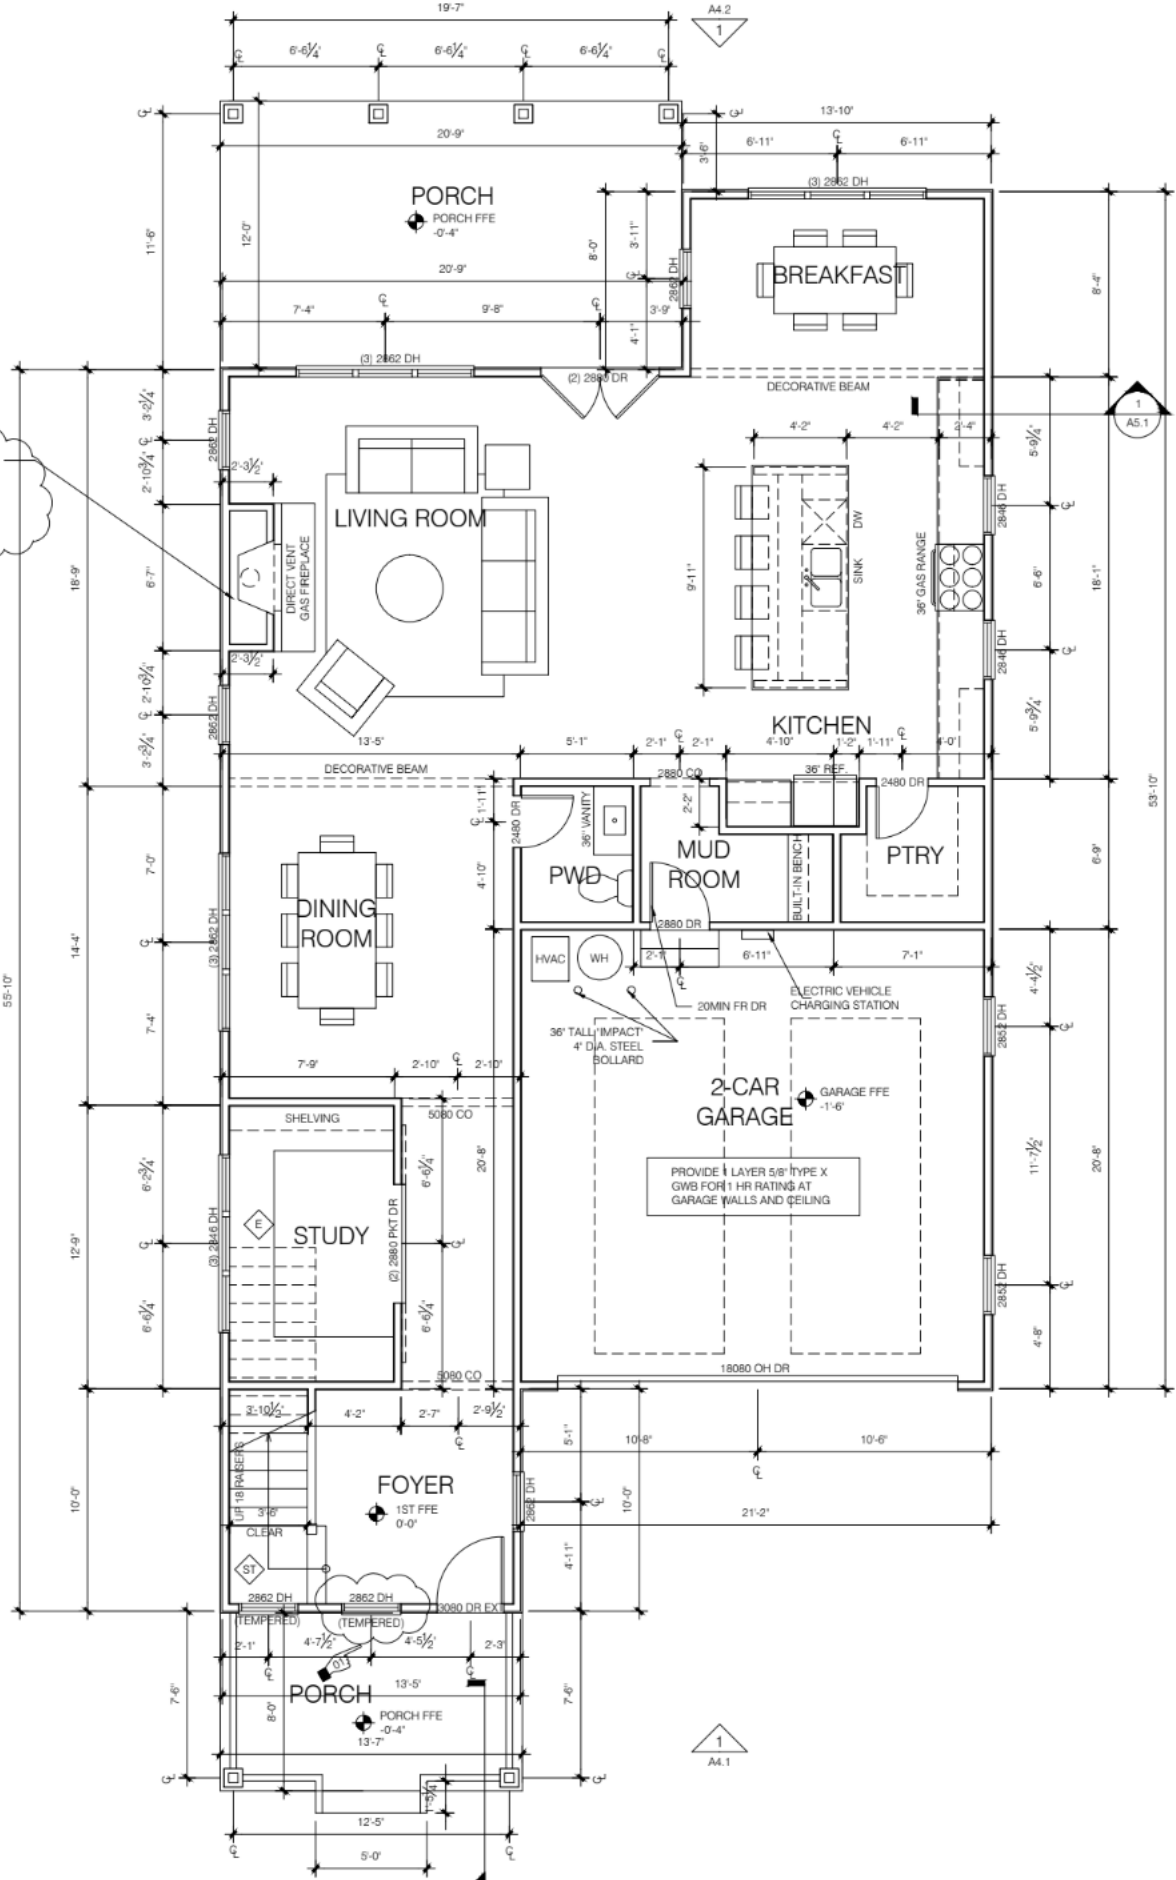 19'-7"
A4.2
1
6'-6¼"
6'-6¼"
6'-6¼"
13'-10"
20'-9"
6'-11"
6'-11"
3'-6"
(3) 2862 DH
PORCH
PORCH FFE
-0'-4"
11'-6"
12'-0"
8'-0"
3'-11"
20'-9"
2862 DH
BREAKFAST
8'-4"
7'-4"
9'-8"
3'-9"
4'-1"
(3) 2862 DH
(2) 2880 DR
DECORATIVE BEAM
1
A5.1
3'-2¼"
2862 DH
2'-10¾"
2'-3½"
4'-2"
4'-2"
2'-4"
5'-9¼"
LIVING ROOM
DW
2846 DH
18'-9"
6'-7"
DIRECT VENT
GAS FIREPLACE
9'-11"
SINK
36" GAS RANGE
6'-6"
18'-1"
2'-3½"
2846 DH
2'-10¾"
2862 DH
3'-2¾"
KITCHEN
5'-9¾"
13'-5"
5'-1"
2'-1"
2'-1"
4'-10"
1'-2"
1'-11"
4'-0"
DECORATIVE BEAM
2880 CO
36" REF.
2480 DR
53'-10"
1'-11"
2480 DR
36" VANITY
2'-2"
7'-0"
4'-10"
PWD
MUD
ROOM
BUILT-IN BENCH
PTRY
6'-9"
DINING
ROOM
(3) 2862 DH
14'-4"
2880 DR
HVAC
WH
2'-1"
6'-11"
7'-1"
4'-4½"
55'-10"
7'-4"
20MIN FR DR
ELECTRIC VEHICLE
CHARGING STATION
2852 DH
36" TALL 'IMPACT'
4" DIA. STEEL
BOLLARD
7'-9"
2'-10"
2'-10"
2-CAR
GARAGE
GARAGE FFE
-1'-6"
SHELVING
5080 CO
6'-2¾"
6'-6¼"
20'-8"
PROVIDE 1 LAYER 5/8" TYPE X
GWB FOR 1 HR RATING AT
GARAGE WALLS AND CEILING
11'-7½"
20'-8"
E
STUDY
(3) 2846 DH
(2) 2880 PKT DR
12'-9"
6'-6¼"
6'-6¼"
2852 DH
4'-8"
5080 CO
18080 OH DR
3'-10½"
4'-2"
2'-7"
2'-9½"
5'-1"
10'-8"
10'-6"
UP 18 RAISERS
FOYER
1ST FFE
0'-0"
2862 DH
10'-0"
10'-0"
3'-6"
CLEAR
21'-2"
ST
4'-11"
2862 DH
(TEMPERED)
2862 DH
(TEMPERED)
3080 DR EXT
2'-1"
4'-7½"
4'-5½"
2'-3"
01
13'-5"
7'-6"
8'-0"
PORCH
PORCH FFE
-0'-4"
7'-6"
13'-7"
1
A4.1
1'-5¼"
12'-5"
5'-0"